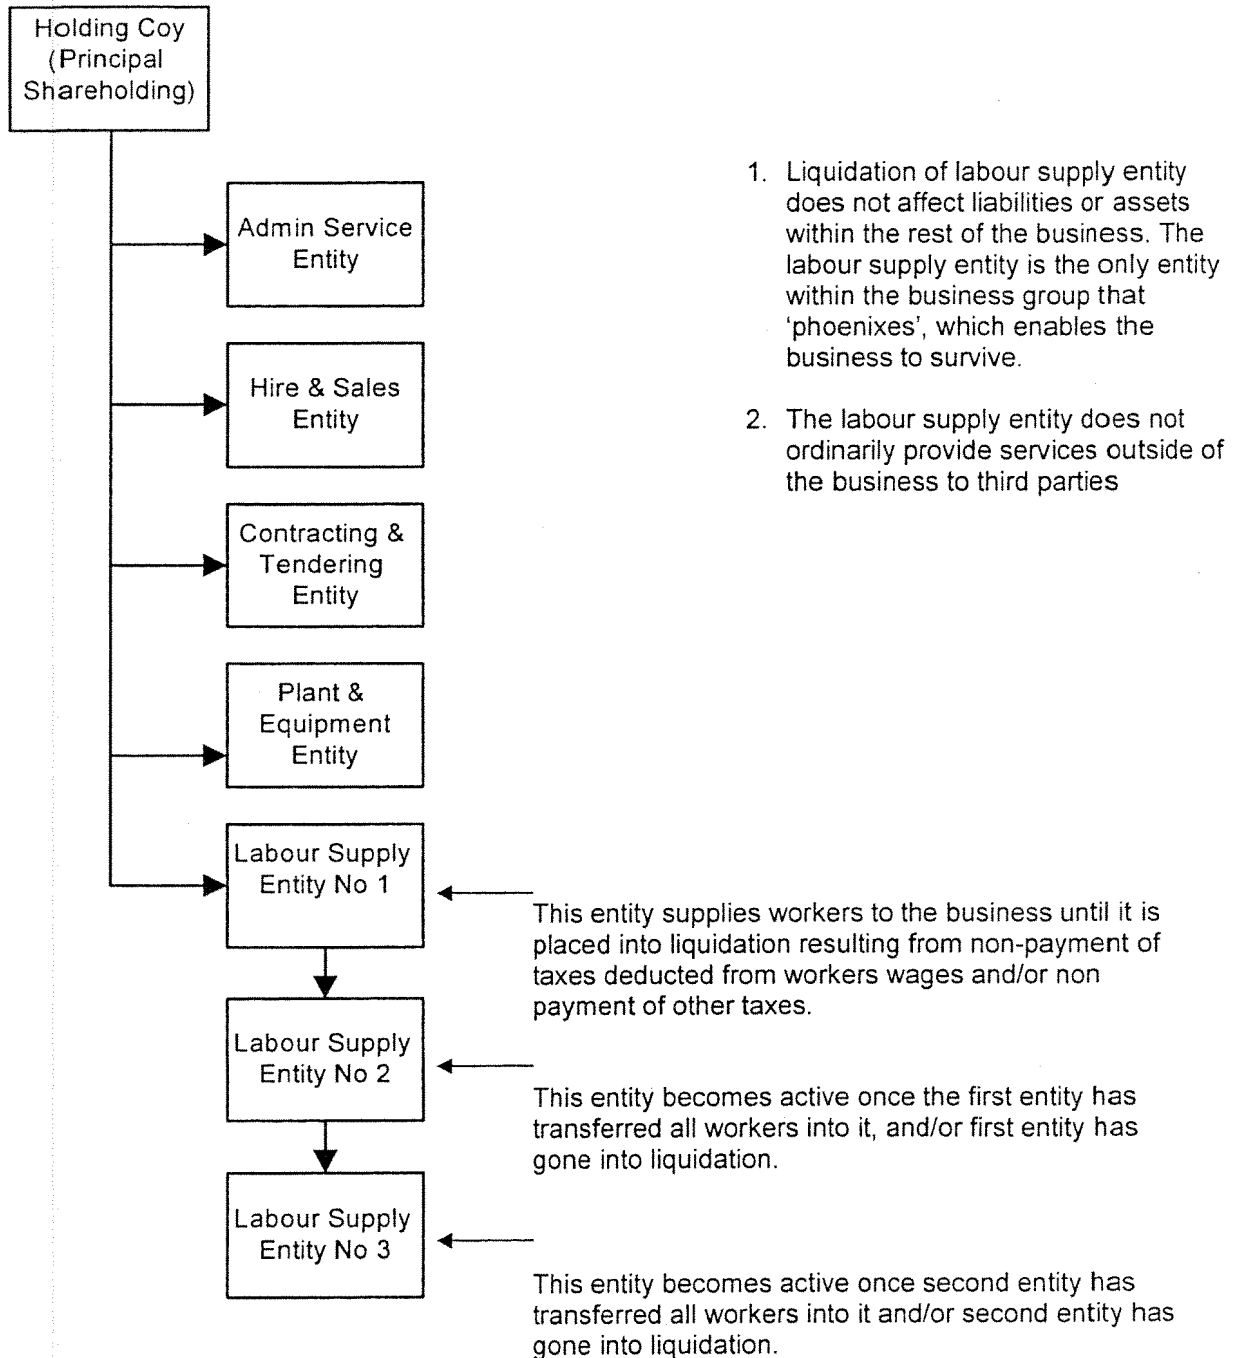 Holding Coy
(Principal
Shareholding)
Admin Service
Entity
Hire & Sales
Entity
Contracting &
Tendering
Entity
Plant &
Equipment
Entity
Labour Supply
Entity No 1
Labour Supply
Entity No 2
Labour Supply
Entity No 3
1. Liquidation of labour supply entity
does not affect liabilities or assets
within the rest of the business. The
labour supply entity is the only entity
within the business group that
‘phoenixes’, which enables the
business to survive.
2. The labour supply entity does not
ordinarily provide services outside of
the business to third parties
This entity supplies workers to the business until it is
placed into liquidation resulting from non-payment of
taxes deducted from workers wages and/or non
payment of other taxes.
This entity becomes active once the first entity has
transferred all workers into it, and/or first entity has
gone into liquidation.
This entity becomes active once second entity has
transferred all workers into it and/or second entity has
gone into liquidation.